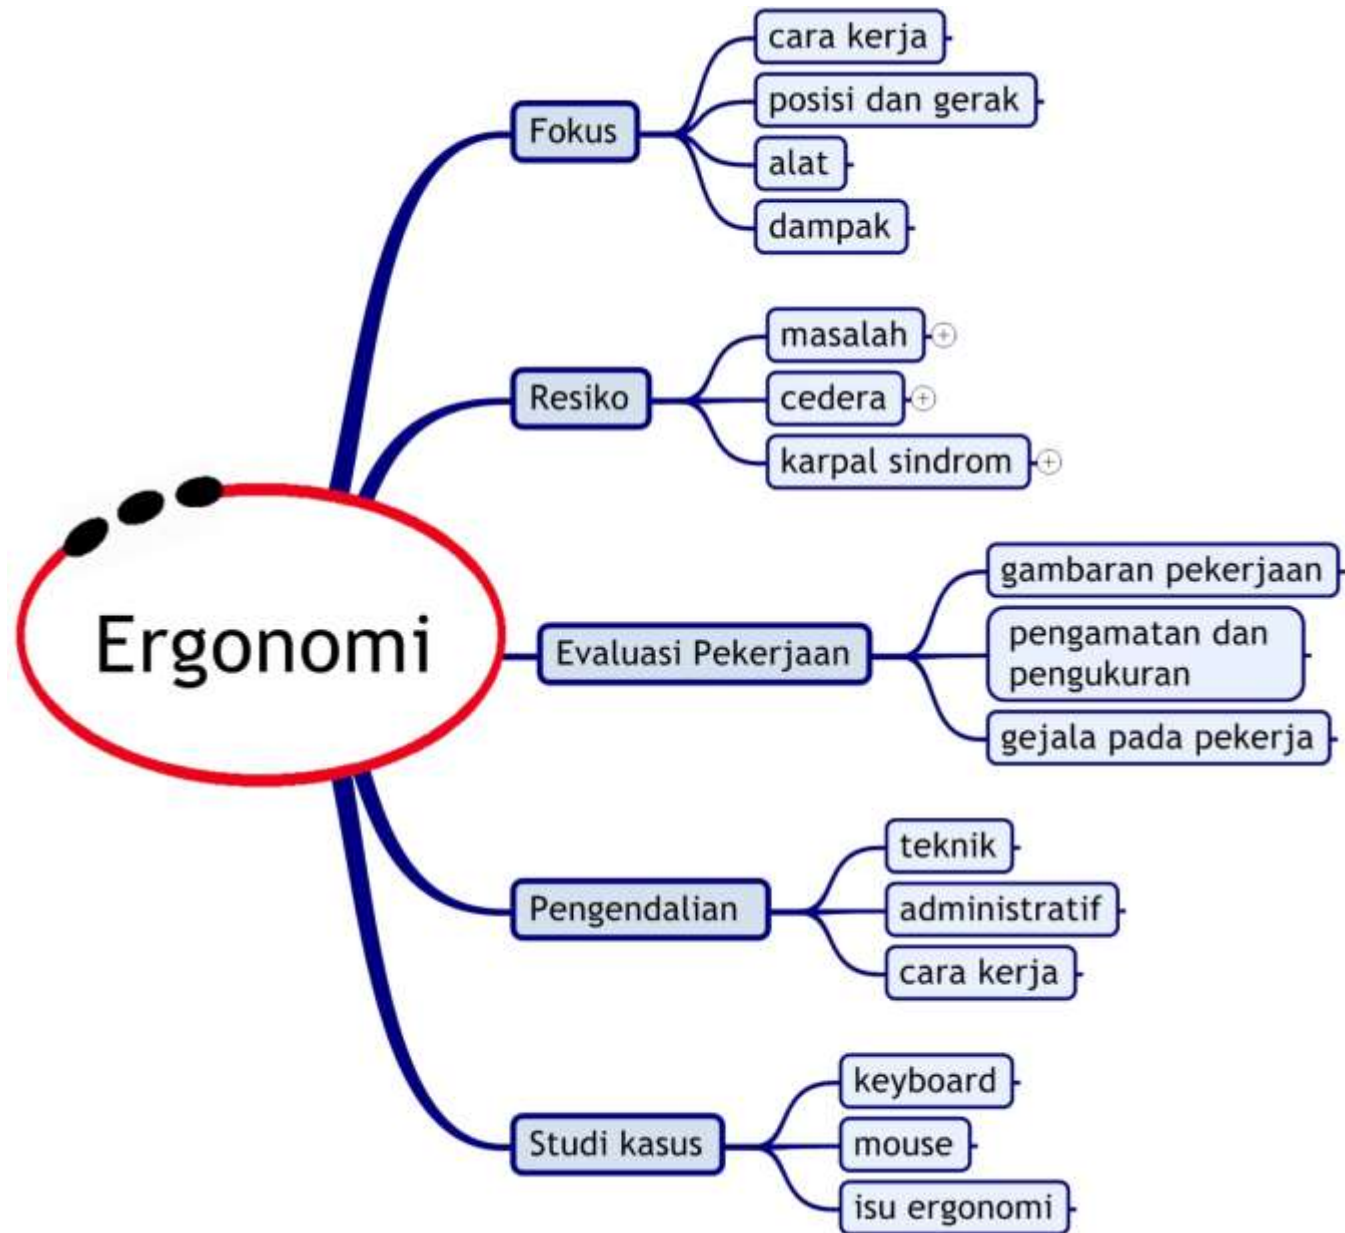 Ergonomi
Fokus
cara kerja
posisi dan gerak
alat
dampak
Resiko
masalah
cedera
karpal sindrom
Evaluasi Pekerjaan
gambaran pekerjaan
pengamatan dan
pengukuran
gejala pada pekerja
Pengendalian
teknik
administratif
cara kerja
Studi kasus
keyboard
mouse
isu ergonomi